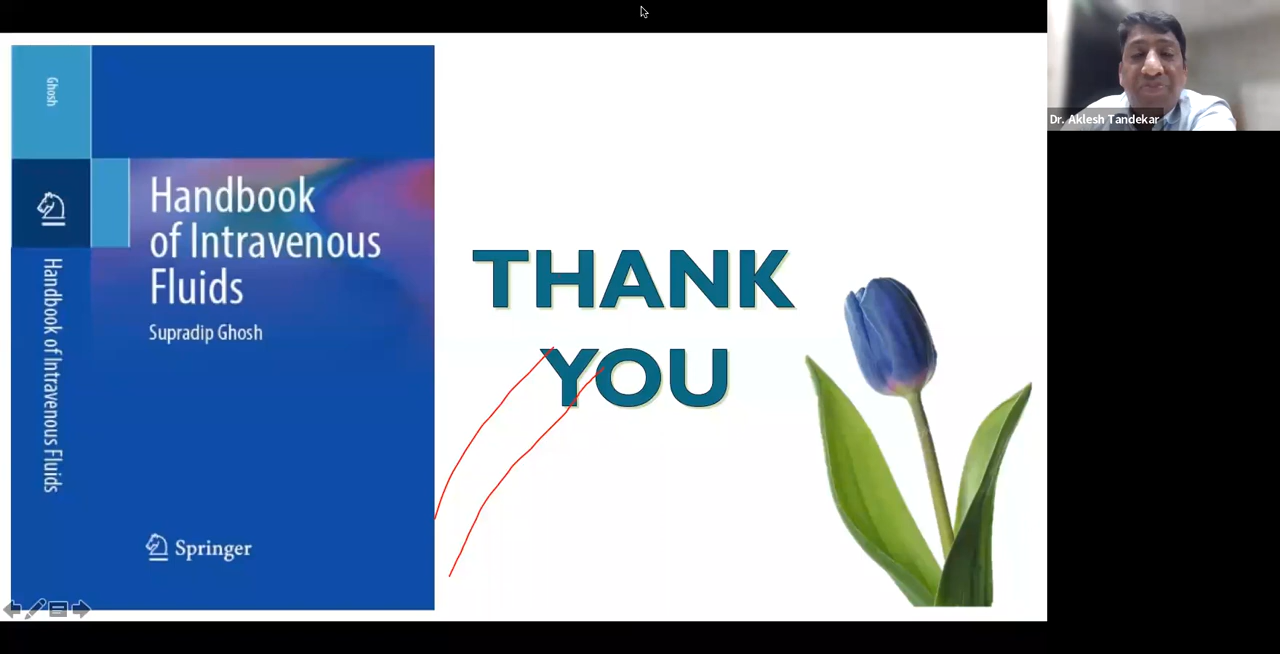 Ghosh
Handbook of Intravenous Fluids
Handbook
of Intravenous
Fluids
Supradip Ghosh
Springer
THANK
YOU
Dr. Aklesh Tandekar